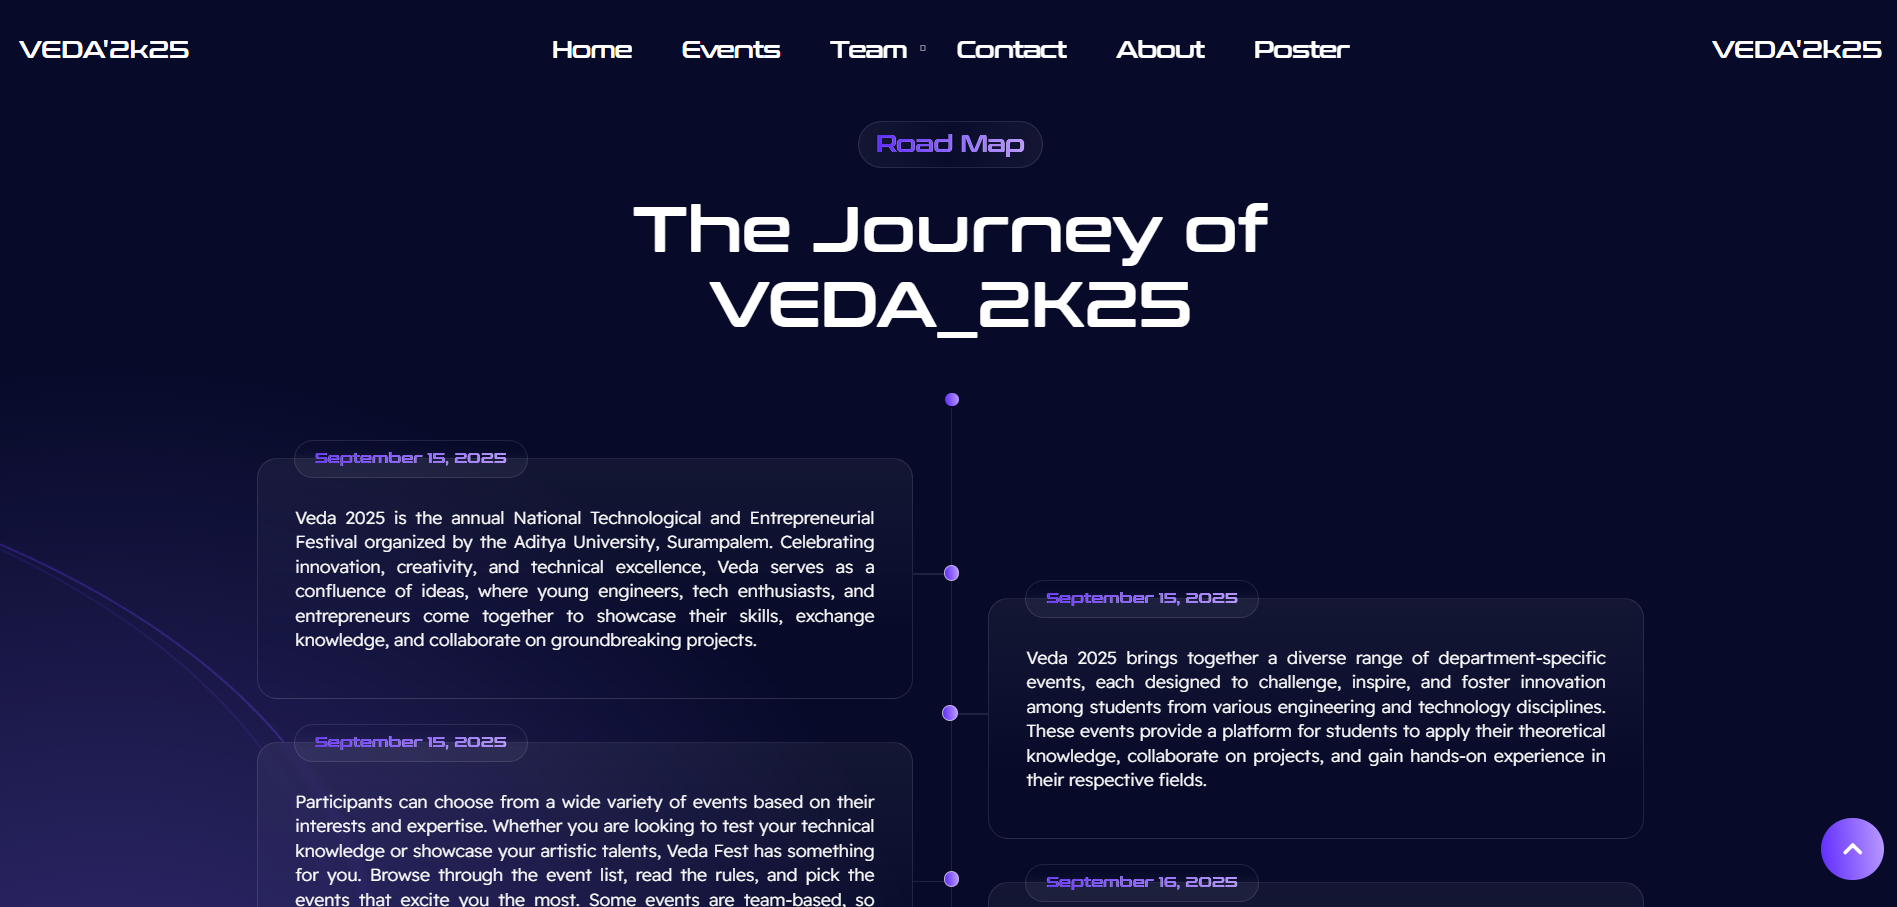 VEDA'2k25
Home Events Team Contact About Poster
VEDA'2k25
Road Map
The Journey of
VEDA_2K25
September 15, 2025
Veda 2025 is the annual National Technological and Entrepreneurial
Festival organized by the Aditya University, Surampalem. Celebrating
innovation, creativity, and technical excellence, Veda serves as a
confluence of ideas, where young engineers, tech enthusiasts, and
entrepreneurs come together to showcase their skills, exchange
knowledge, and collaborate on groundbreaking projects.
September 15, 2025
Veda 2025 brings together a diverse range of department-specific
events, each designed to challenge, inspire, and foster innovation
among students from various engineering and technology disciplines.
These events provide a platform for students to apply their theoretical
knowledge, collaborate on projects, and gain hands-on experience in
their respective fields.
September 15, 2025
Participants can choose from a wide variety of events based on their
interests and expertise. Whether you are looking to test your technical
knowledge or showcase your artistic talents, Veda Fest has something
for you. Browse through the event list, read the rules, and pick the
events that excite you the most. Some events are team-based, so
September 16, 2025